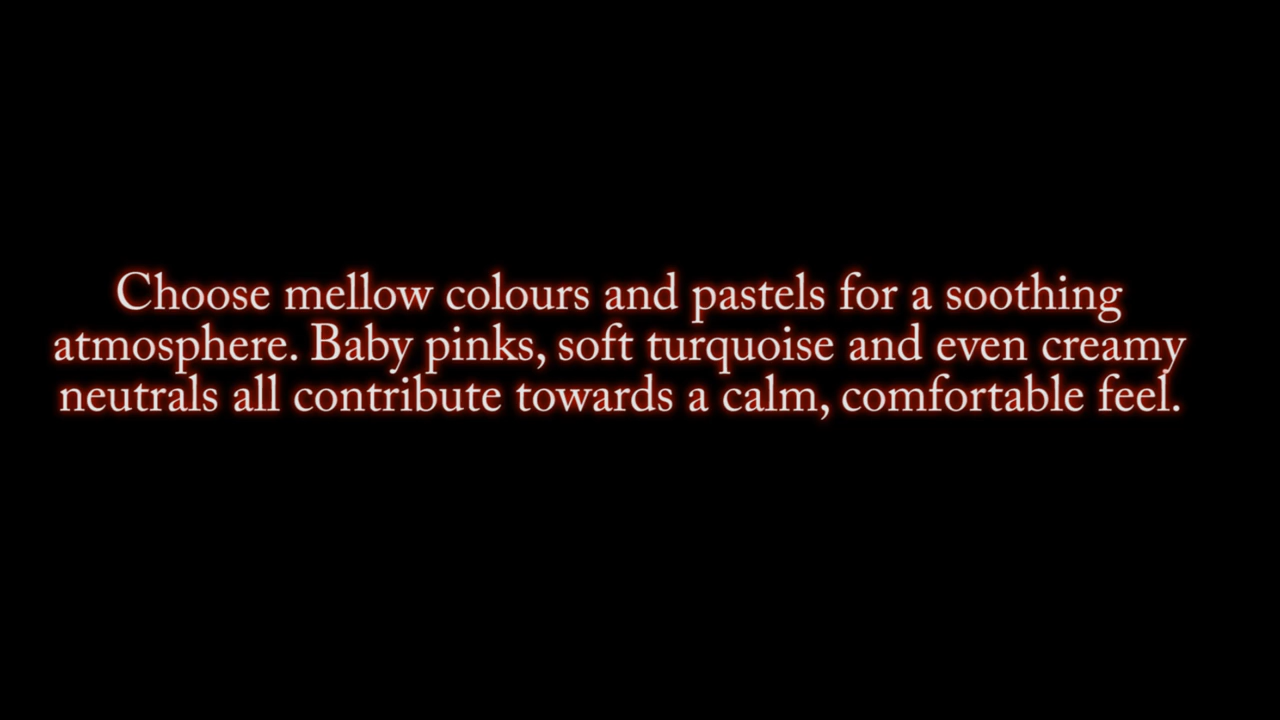 Choose mellow colours and pastels for a soothing
atmosphere. Baby pinks, soft turquoise and even creamy
neutrals all contribute towards a calm, comfortable feel.